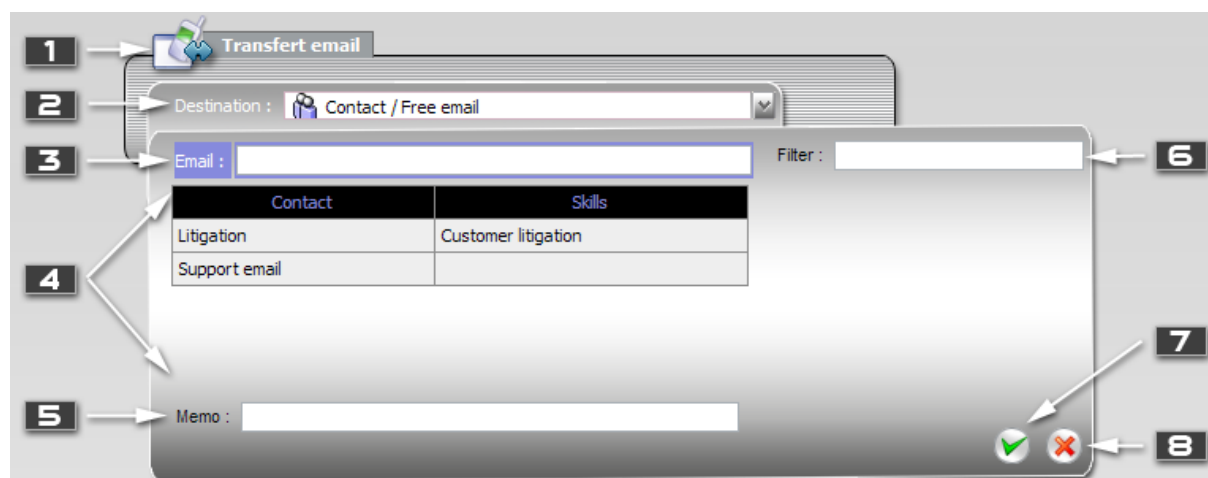 1 Transfert email
2 Destination : Contact / Free email
3 Email : Filter : 6
Contact Skills
Litigation Customer litigation
4 Support email
7
5 Memo :
8